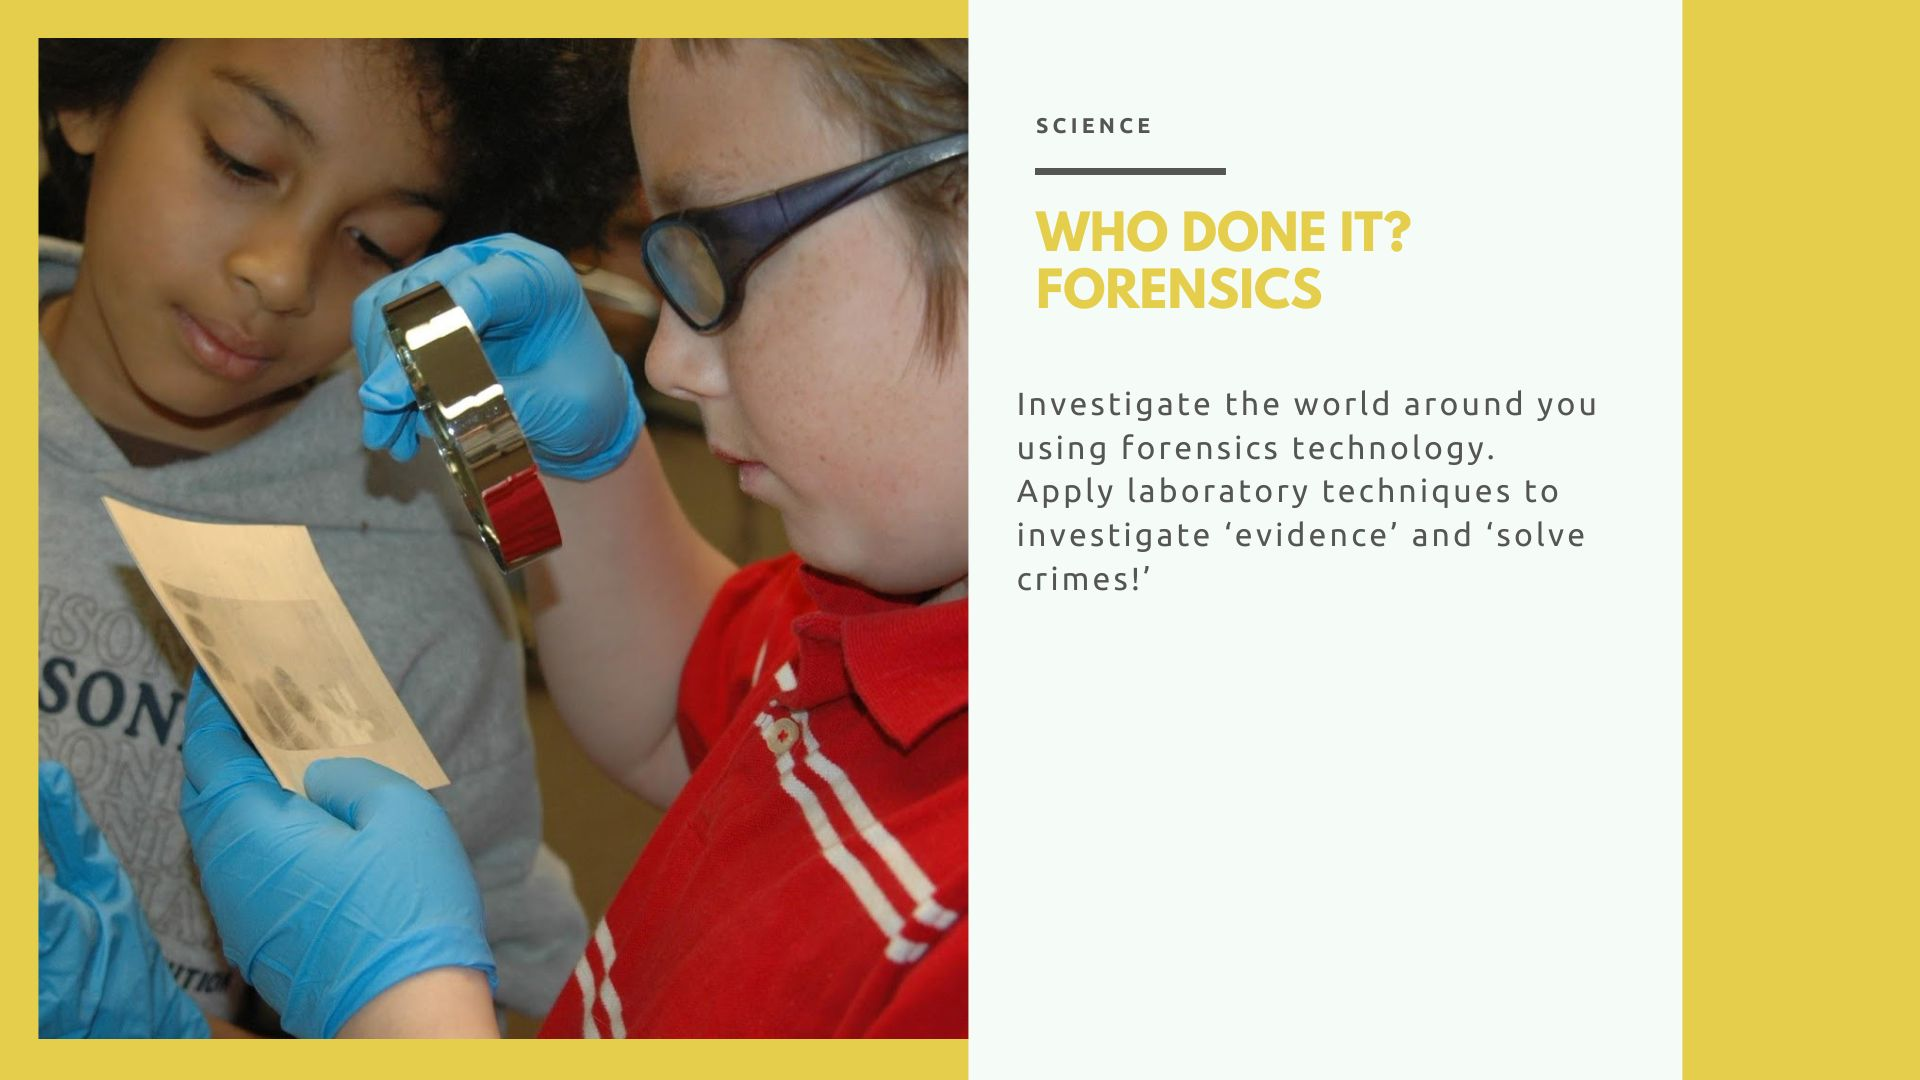 SCIENCE
WHO DONE IT?
FORENSICS
Investigate the world around you
using forensics technology.
Apply laboratory techniques to
investigate ‘evidence’ and ‘solve
crimes!’
SON